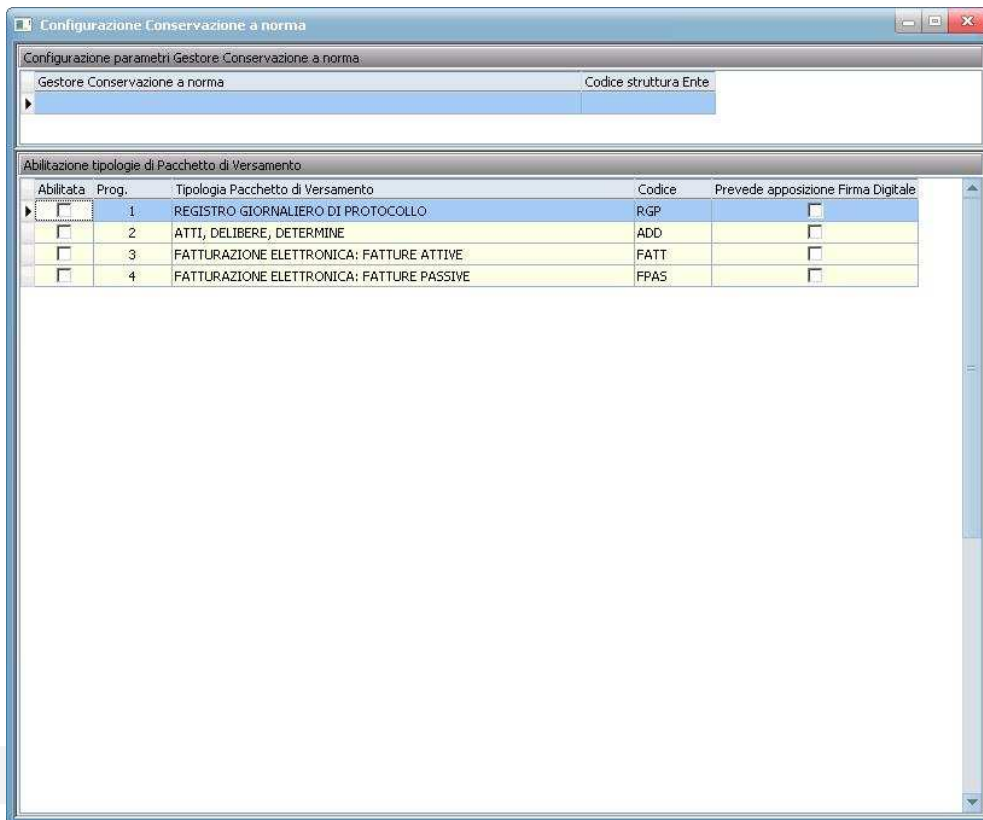 Configurazione Conservazione a norma
Configurazione parametri Gestore Conservazione a norma
Gestore Conservazione a norma Codice struttura Ente
Abilitazione tipologie di Pacchetto di Versamento
Abilitata Prog. Tipologia Pacchetto di Versamento Codice Prevede apposizione Firma Digitale
1 REGISTRO GIORNALIERO DI PROTOCOLLO RGP
2 ATTI, DELIBERE, DETERMINE ADD
3 FATTURAZIONE ELETTRONICA: FATTURE ATTIVE FATT
4 FATTURAZIONE ELETTRONICA: FATTURE PASSIVE FPAS